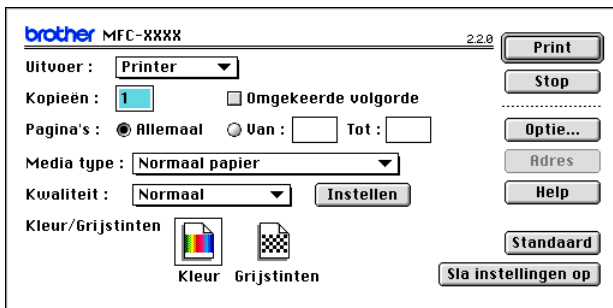 brother MFC-XXXX 2.2.0 Print
Uitvoer : Printer
Stop
Kopieën : 1 Omgekeerde volgorde
Pagina's : Allemaal Van : Tot : Optie...
Media type : Normaal papier Adres
Kwaliteit : Normaal Instellen Help
Kleur/Grijstinten
Standaard
Kleur Grijstinten Sla instellingen op